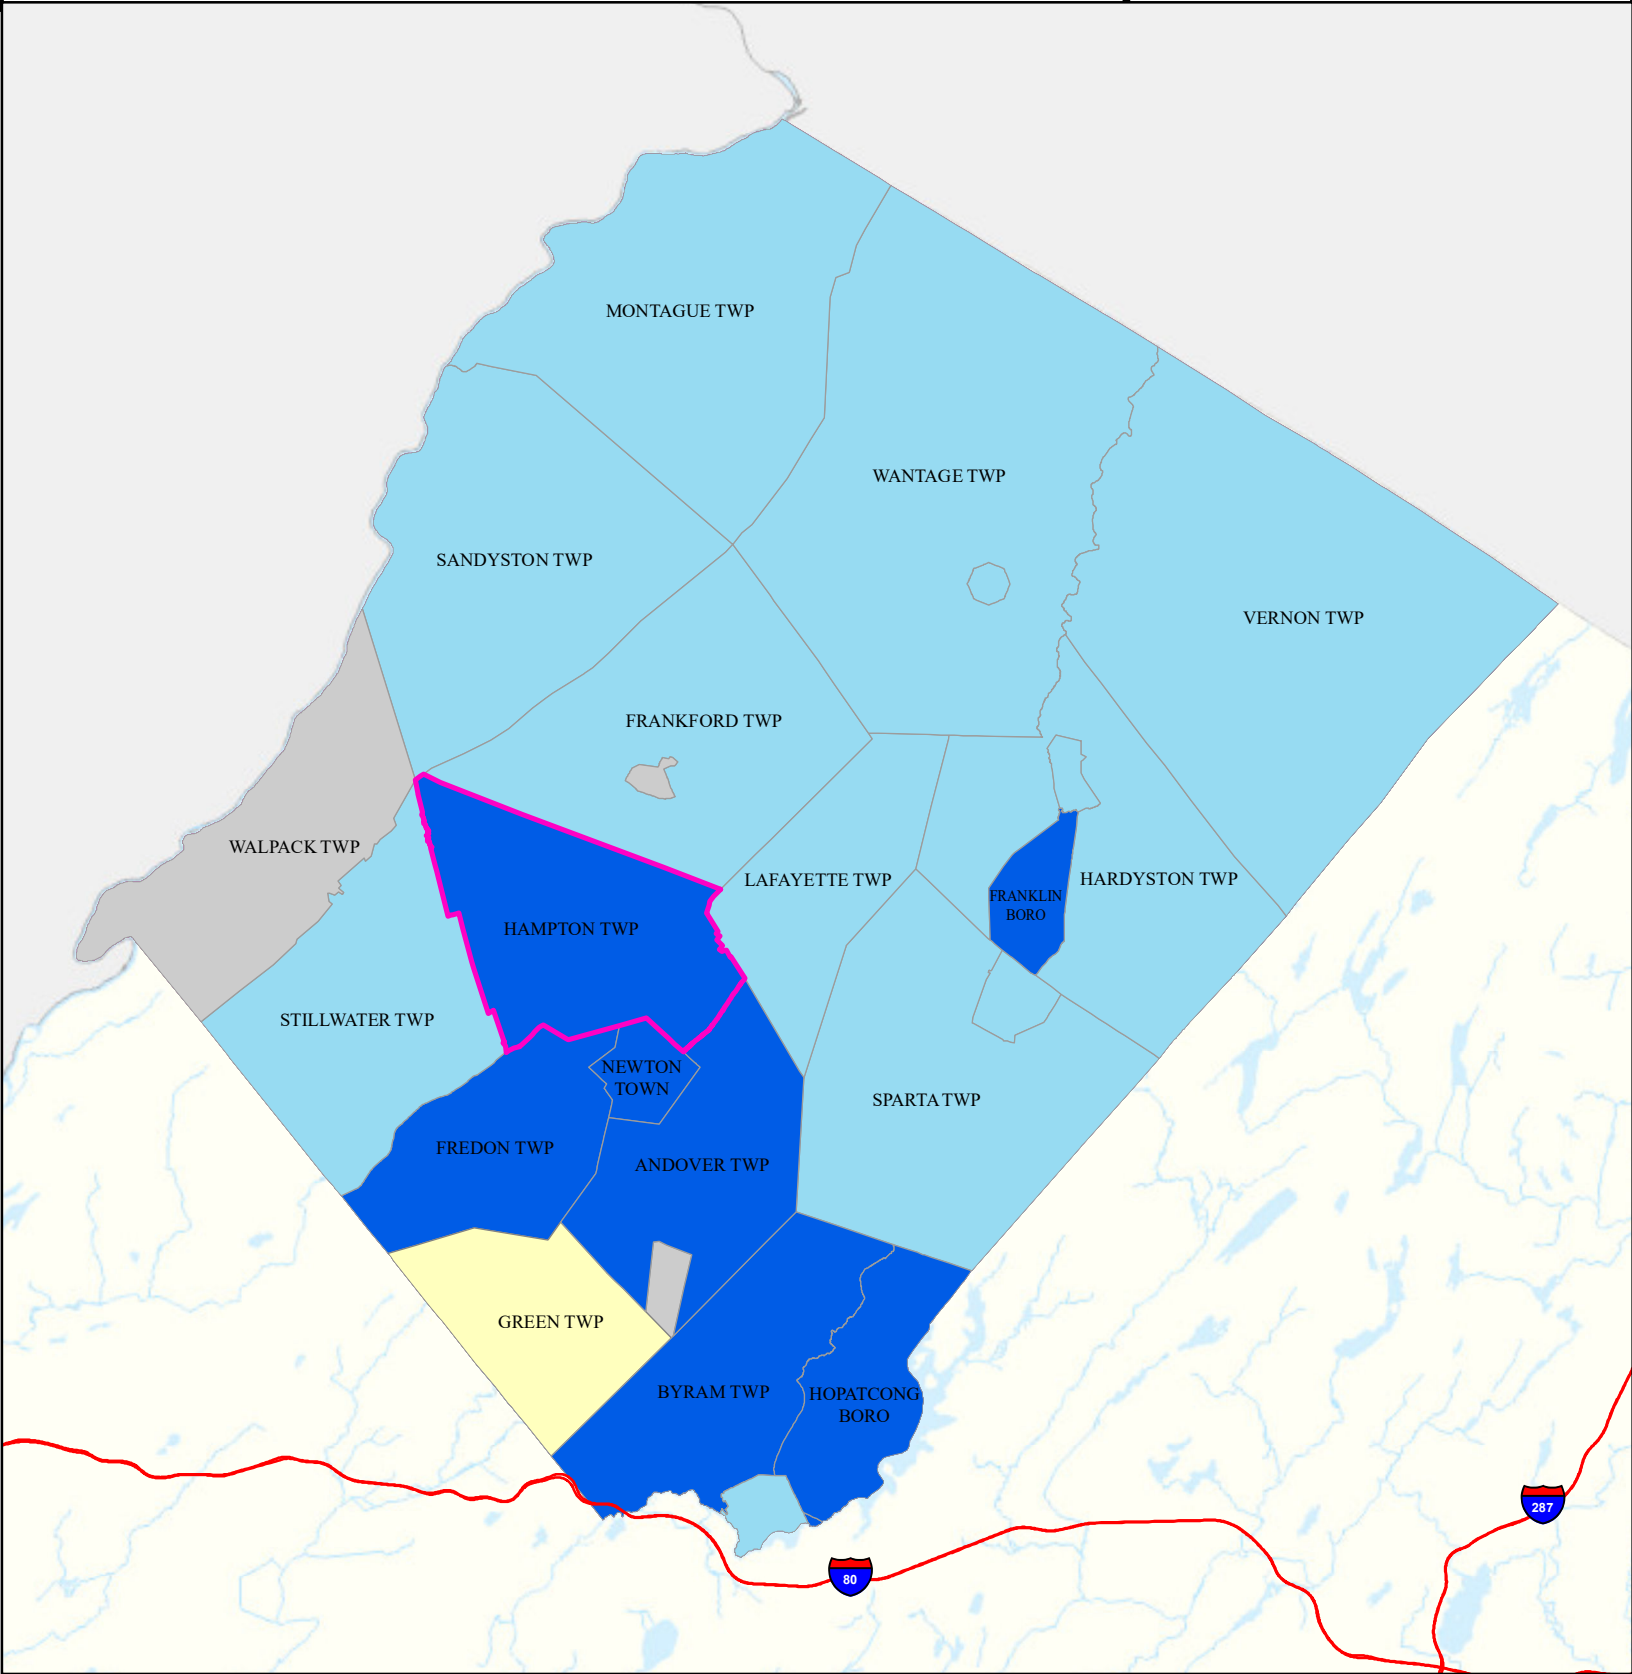 MONTAGUE TWP
WANTAGE TWP
SANDYSTON TWP
VERNON TWP
FRANKFORD TWP
WALPACK TWP
LAFAYETTE TWP
HARDYSTON TWP
FRANKLIN
BORO
HAMPTON TWP
STILLWATER TWP
NEWTON
TOWN
SPARTA TWP
FREDON TWP
ANDOVER TWP
GREEN TWP
BYRAM TWP
HOPATCONG
BORO
287
80